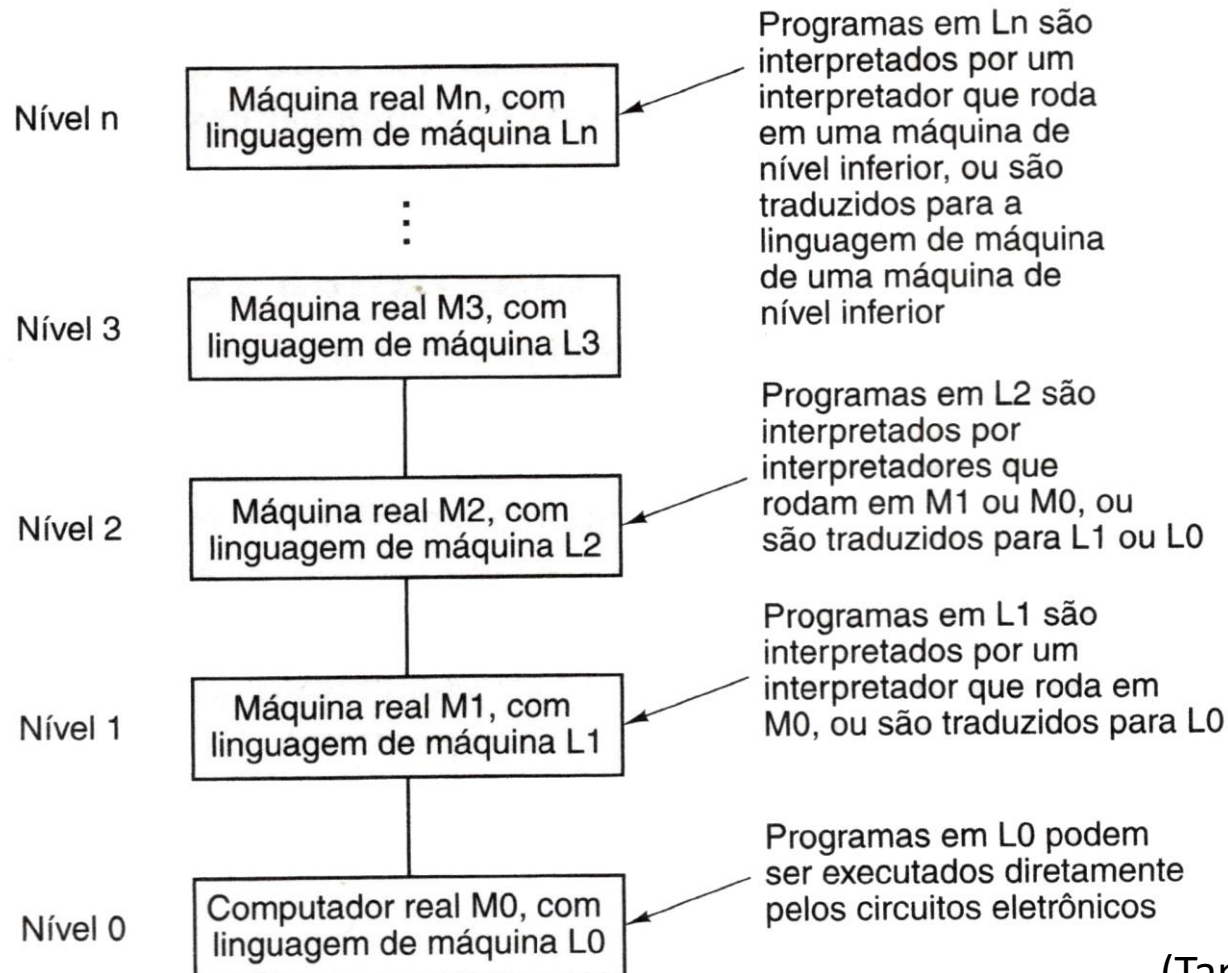 Programas em Ln são
interpretados por um
interpretador que roda
em uma máquina de
nível inferior, ou são
traduzidos para a
linguagem de máquina
de uma máquina de
nível inferior
Nível n
Máquina real Mn, com
linguagem de máquina Ln
Nível 3
Máquina real M3, com
linguagem de máquina L3
Programas em L2 são
interpretados por
interpretadores que
rodam em M1 ou M0, ou
são traduzidos para L1 ou L0
Nível 2
Máquina real M2, com
linguagem de máquina L2
Programas em L1 são
interpretados por um
interpretador que roda em
M0, ou são traduzidos para L0
Nível 1
Máquina real M1, com
linguagem de máquina L1
Programas em L0 podem
ser executados diretamente
pelos circuitos eletrônicos
Nível 0
Computador real M0, com
linguagem de máquina L0